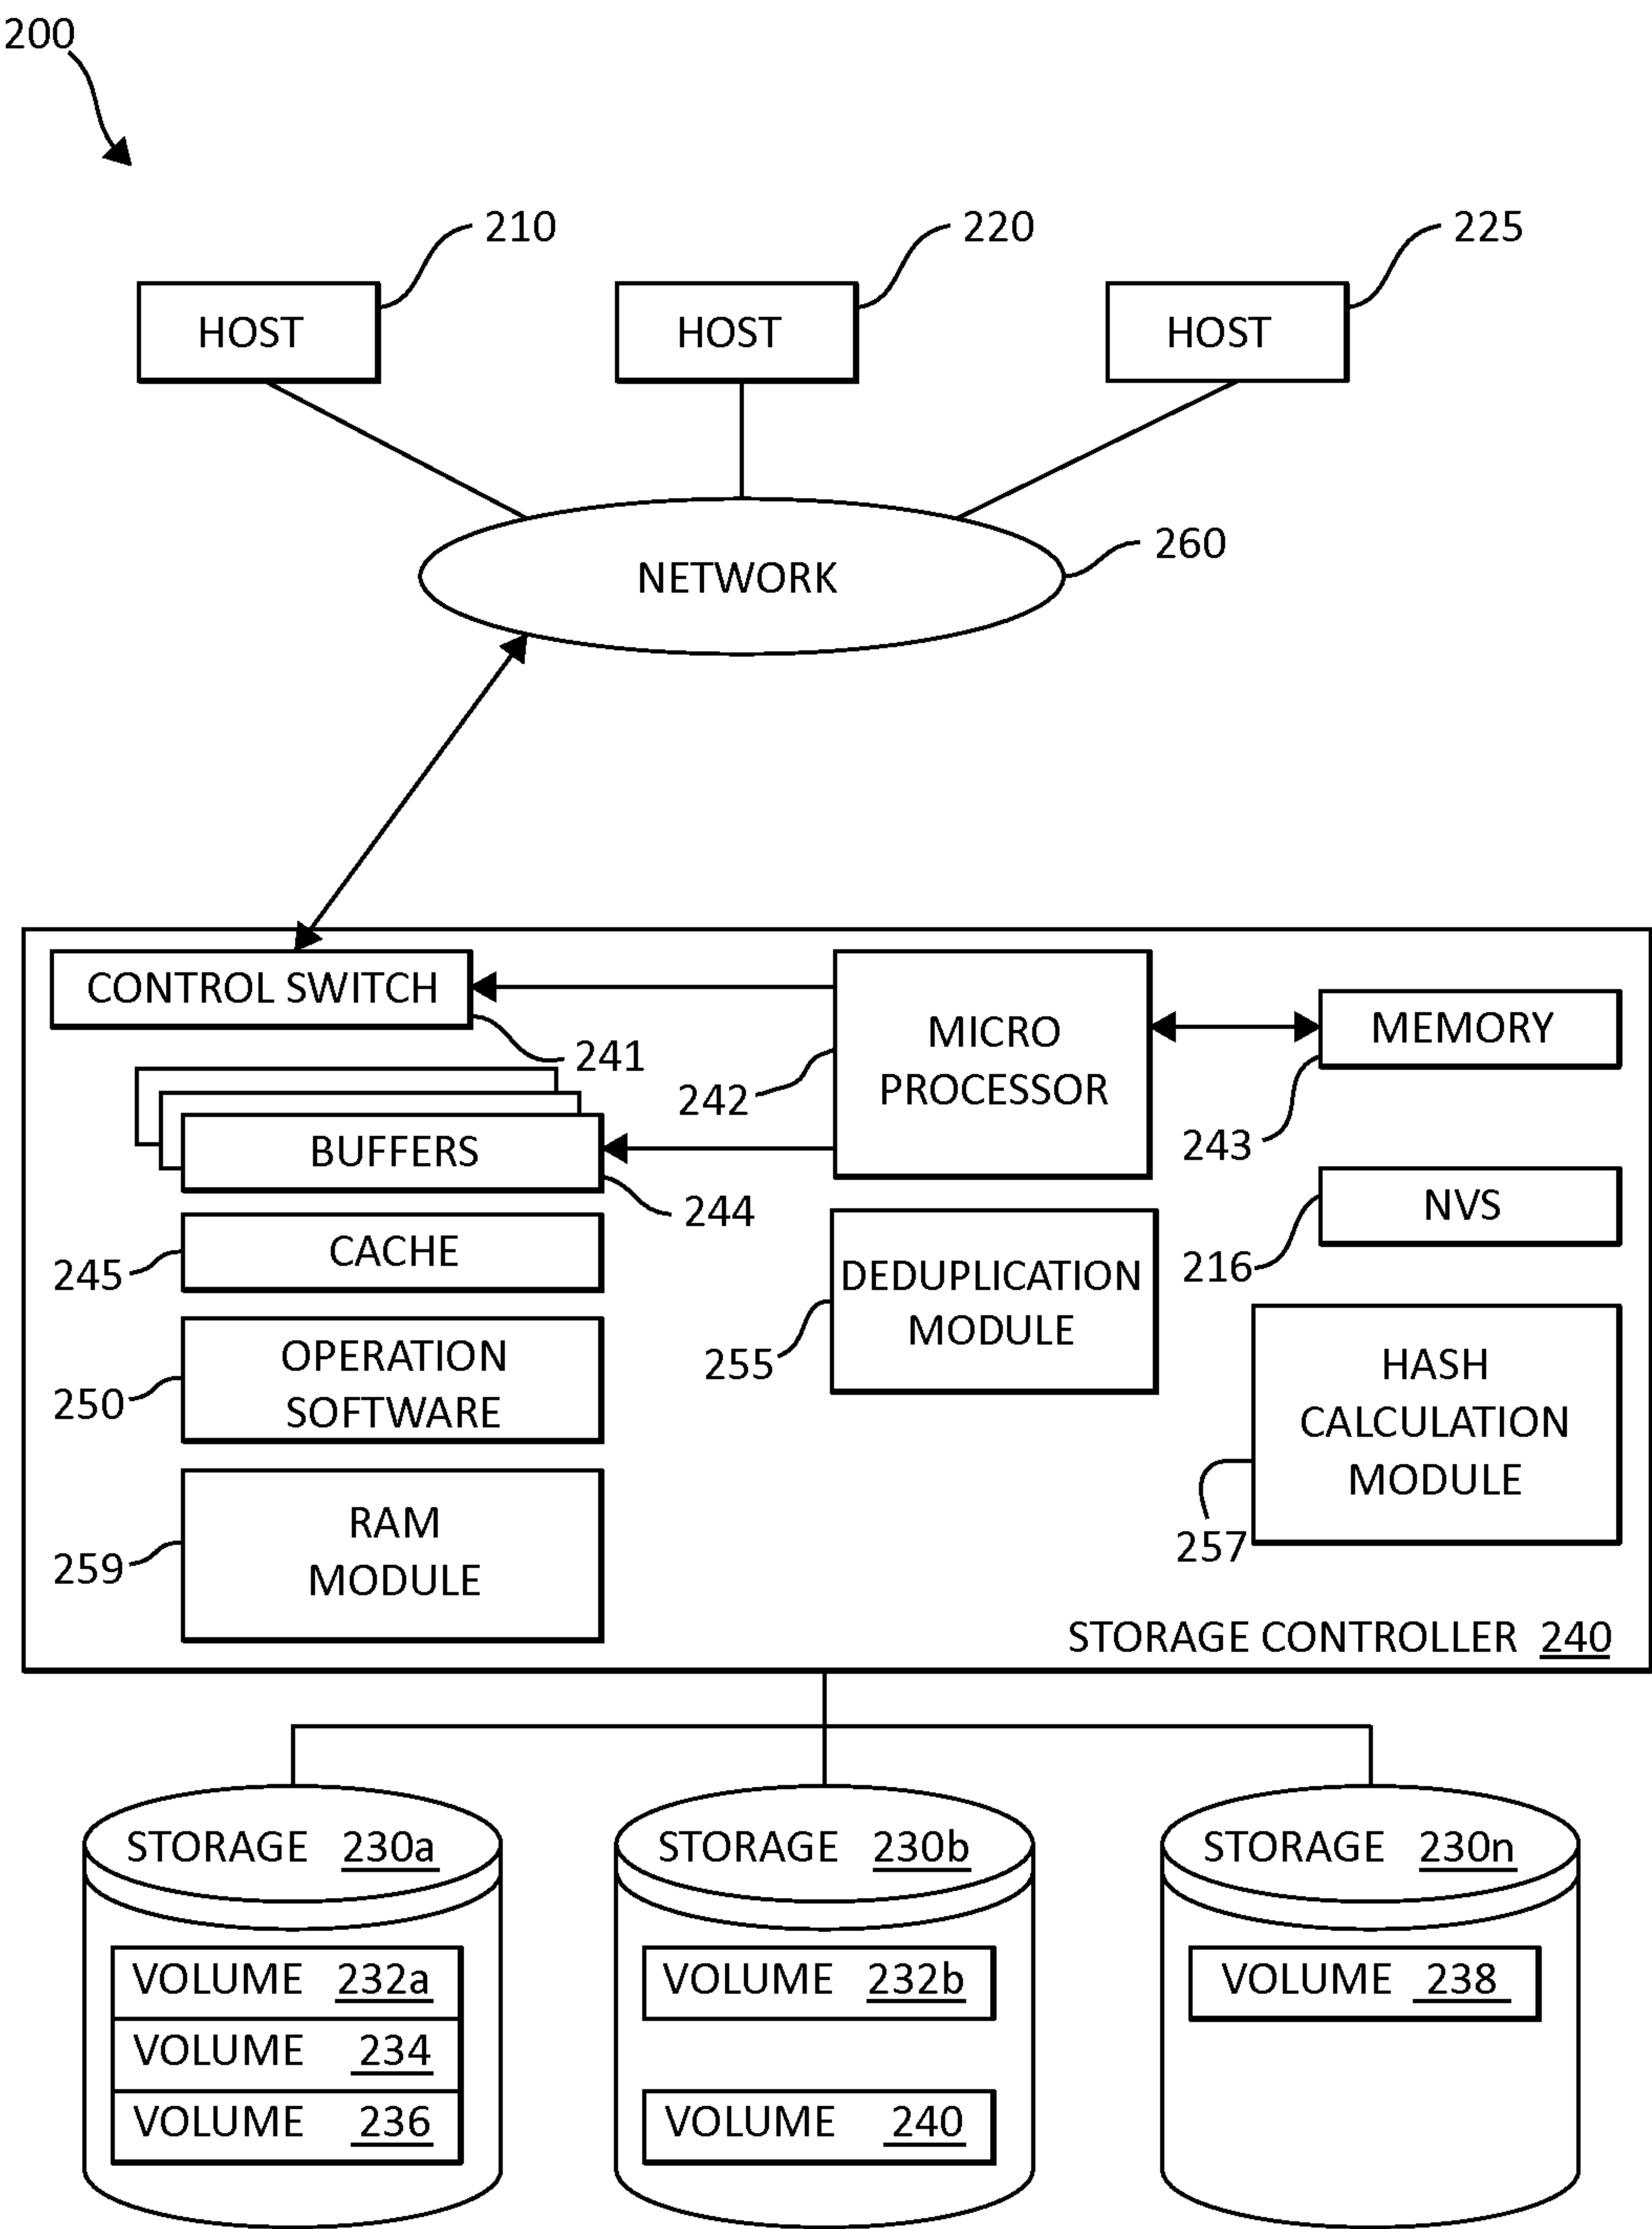 200
210
220
225
HOST
HOST
HOST
260
NETWORK
CONTROL SWITCH
241
MICRO
PROCESSOR
242
MEMORY
243
BUFFERS
244
NVS
216
CACHE
245
DEDUPLICATION
MODULE
255
OPERATION
SOFTWARE
250
HASH
CALCULATION
MODULE
257
RAM
MODULE
259
STORAGE CONTROLLER 240
STORAGE 230a
VOLUME 232a
VOLUME 234
VOLUME 236
STORAGE 230b
VOLUME 232b
VOLUME 240
STORAGE 230n
VOLUME 238